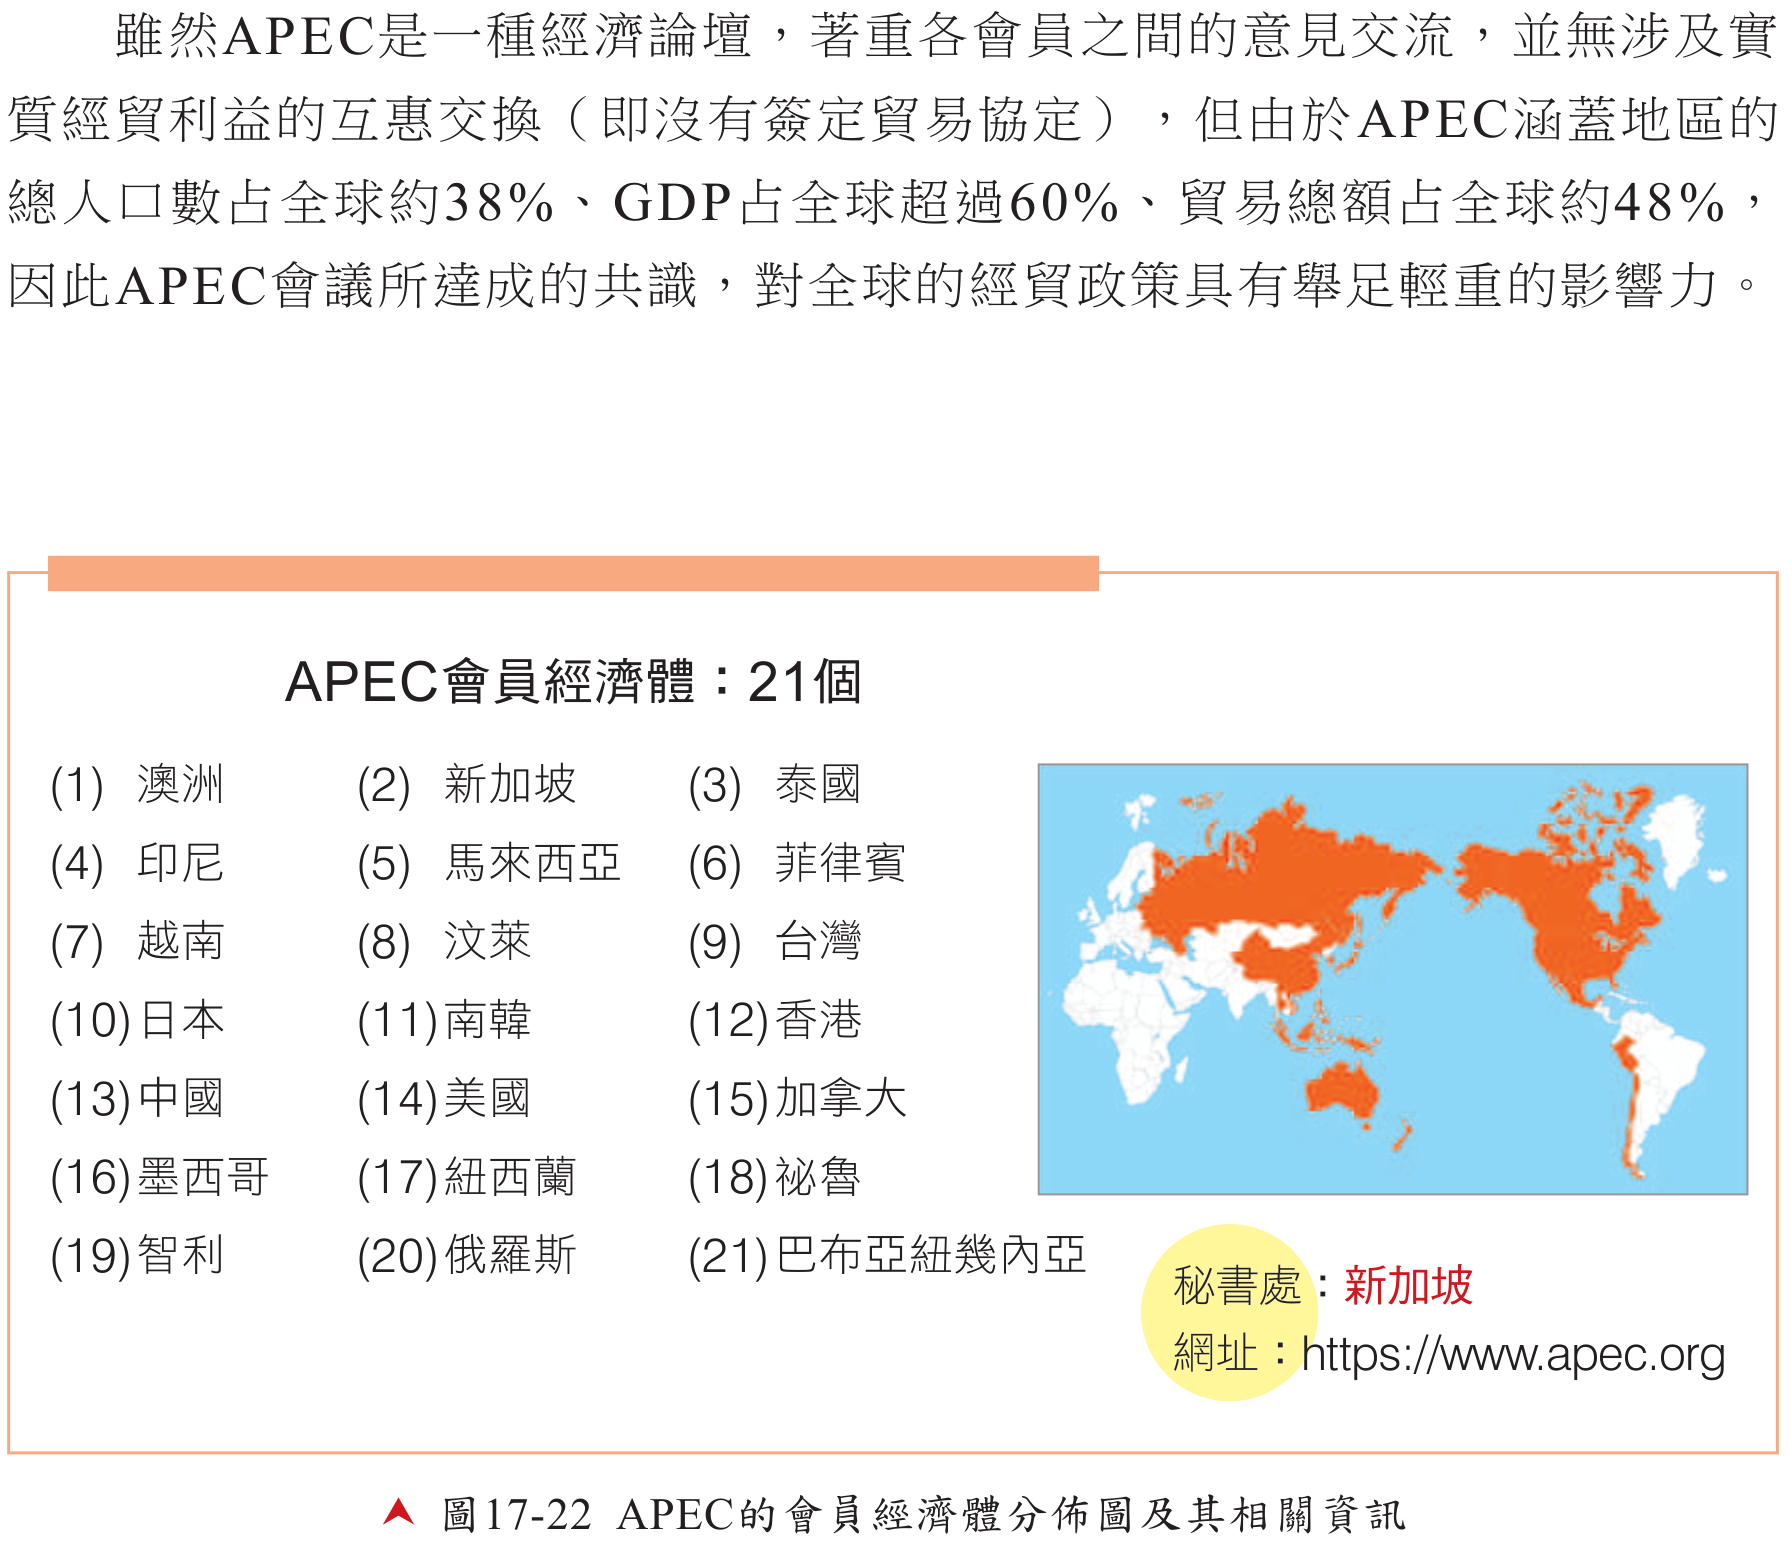 雖然APEC是一種經濟論壇，著重各會員之間的意見交流，並無涉及實
質經貿利益的互惠交換（即沒有簽定貿易協定），但由於APEC涵蓋地區的
總人口數占全球約38%、GDP占全球超過60%、貿易總額占全球約48%，
因此APEC會議所達成的共識，對全球的經貿政策具有舉足輕重的影響力。
APEC會員經濟體：21個
(1) 澳洲 (2) 新加坡 (3) 泰國
(4) 印尼 (5) 馬來西亞 (6) 菲律賓
(7) 越南 (8) 汶萊 (9) 台灣
(10)日本 (11)南韓 (12)香港
(13)中國 (14)美國 (15)加拿大
(16)墨西哥 (17)紐西蘭 (18)祕魯
(19)智利 (20)俄羅斯 (21)巴布亞紐幾內亞
秘書處：新加坡
網址：https://www.apec.org
圖17-22 APEC的會員經濟體分佈圖及其相關資訊